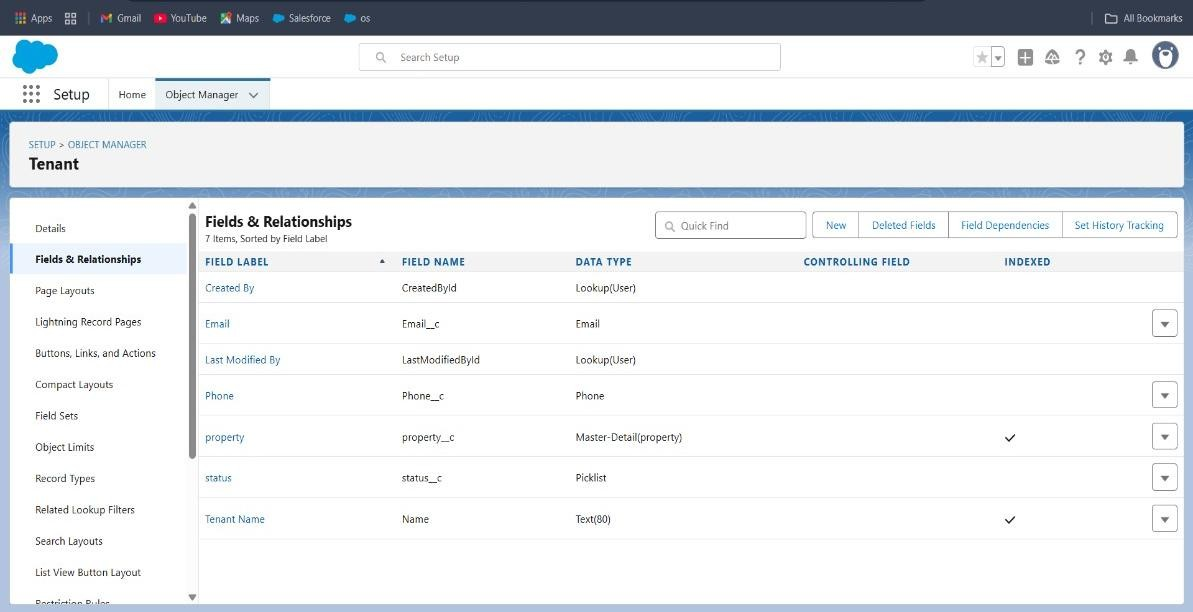 Apps Gmail YouTube Maps Salesforce os All Bookmarks
Search Setup
Setup Home Object Manager
SETUP > OBJECT MANAGER
Tenant
Details
Fields & Relationships
Page Layouts
Lightning Record Pages
Buttons, Links, and Actions
Compact Layouts
Field Sets
Object Limits
Record Types
Related Lookup Filters
Search Layouts
List View Button Layout
Restriction Rules
Fields & Relationships
7 Items, Sorted by Field Label
Quick Find New Deleted Fields Field Dependencies Set History Tracking
FIELD LABEL FIELD NAME DATA TYPE CONTROLLING FIELD INDEXED
Created By CreatedById Lookup(User)
Email Email__c Email
Last Modified By LastModifiedById Lookup(User)
Phone Phone__c Phone
property property__c Master-Detail(property)
status status__c Picklist
Tenant Name Name Text(80)